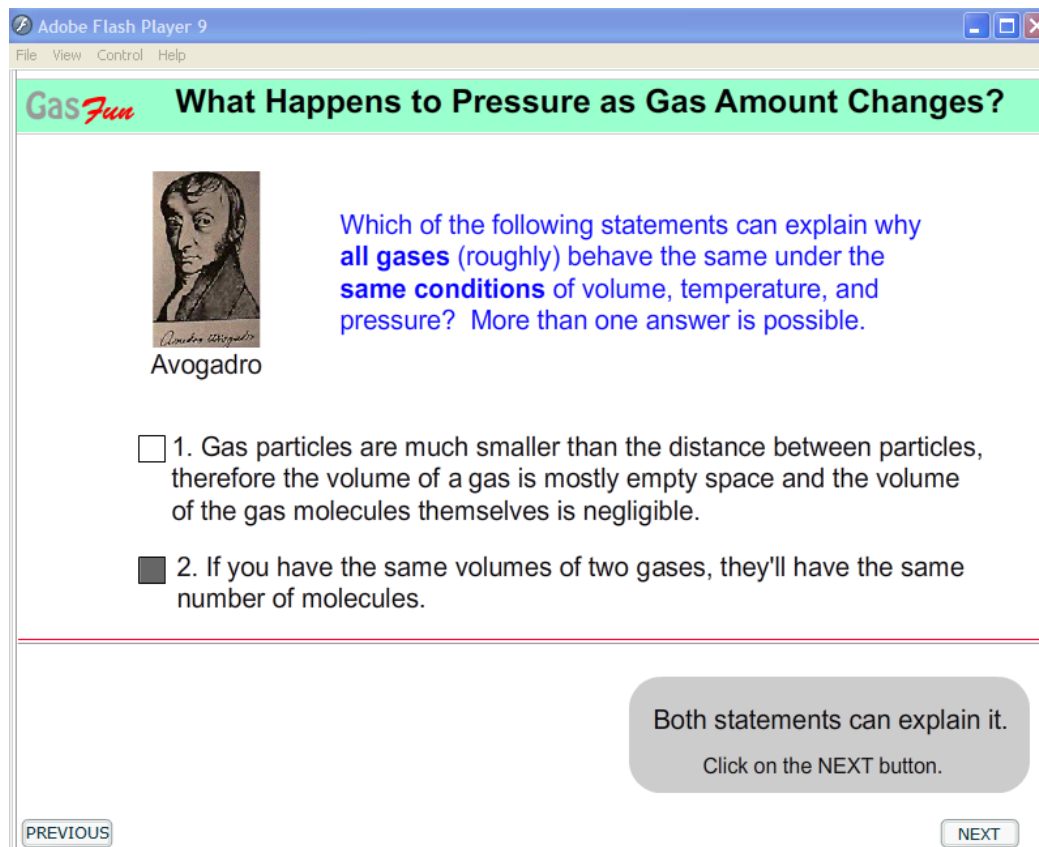 Adobe Flash Player 9
File View Control Help
Gas Fun What Happens to Pressure as Gas Amount Changes?
Which of the following statements can explain why
all gases (roughly) behave the same under the
same conditions of volume, temperature, and
pressure? More than one answer is possible.
Avogadro
1. Gas particles are much smaller than the distance between particles,
therefore the volume of a gas is mostly empty space and the volume
of the gas molecules themselves is negligible.
2. If you have the same volumes of two gases, they'll have the same
number of molecules.
Both statements can explain it.
Click on the NEXT button.
PREVIOUS
NEXT